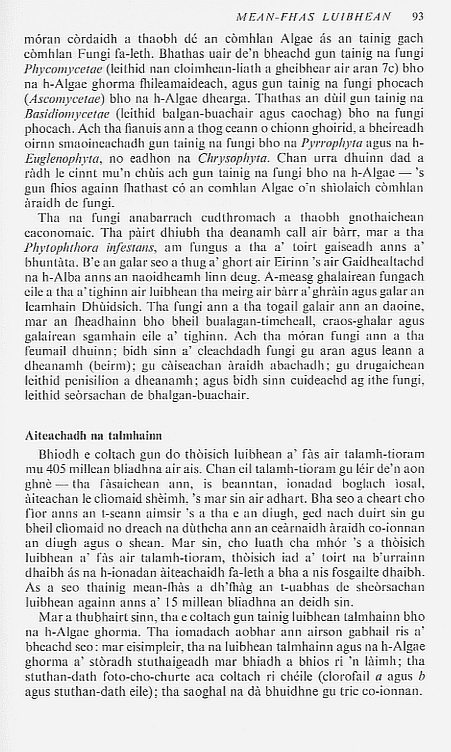 MEAN-FHAS LUIBHEAN 93
móran còrdaidh a thaobh dé an còmhlan Algae ás an tainig gach
còmhlan Fungi fa-leth. Bhathas uair de'n bheachd gun tainig na fungi
Phycomycetae (leithid nan cloimhean-liath a gheibhear air aran 7c) bho
na h-Algae ghorma fhileamaideach, agus gun tainig na fungi phocach
(Ascomycetae) bho na h-Algae dhearga. Thathas an dùil gun tainig na
Basidiomycetae (leithid balgan-buachair agus caochag) bho na fungi
phocach. Ach tha fianuis ann a thog ceann o chionn ghoirid, a bheireadh
oirnn smaoineachadh gun tainig na fungi bho na Pyrrophyta agus na h-
Euglenophyta, no eadhon na Chrysophyta. Chan urra dhuinn dad a
ràdh le cinnt mu'n chùis ach gun tainig na fungi bho na h-Algae — 's
gun fhios againn fhathast có an comhlan Algae o'n shìolaich còmhlan
àraidh de fungi.
Tha na fungi anabarrach cudthromach a thaobh gnothaichean
eaconomaic. Tha pàirt dhiubh tha deanamh call air bàrr, mar a tha
Phytophthora infestans, am fungus a tha a' toirt gaiseadh anns a'
bhuntàta. B'e an galar seo a thug a' ghort air Eirinn 's air Gaidhealtachd
na h-Alba anns an naoidheamh linn deug. A-measg ghalairean fungach
eile a tha a'tighinn air luibhean tha meirg air bàrr a'ghràin agus galar an
leamhain Dhùidsich. Tha fungi ann a tha togail galair ann an daoine,
mar an fheadhainn bho bheil bualagan-timcheall, craos-ghalar agus
galairean sgamhain eile a' tighinn. Ach tha móran fungi ann a tha
feumail dhuinn; bidh sinn a' cleachdadh fungi gu aran agus leann a
dheanamh (beirm); gu càiseachan àraidh abachadh; gu drugaichean
leithid penisilion a dheanamh; agus bidh sinn cuideachd ag ithe fungi,
leithid seòrsachan de bhalgan-buachair.
Aiteachadh na talmhainn
Bhiodh e coltach gun do thòisich luibhean a' fàs air talamh-tioram
mu 405 millean bliadhna air ais. Chan eil talamh-tioram gu léir de'n aon
ghnè — tha fàsaichean ann, is beanntan, ionadad boglach ìosal,
àiteachan le clìomaid shèimh, 's mar sin air adhart. Bha seo a cheart cho
fìor anns an t-seann aimsir 's a tha e an diugh, ged nach duirt sin gu
bheil clìomaid no dreach na dùthcha ann an ceàrnaidh àraidh co-ionnan
an diugh agus o shean. Mar sin, cho luath cha mhór 's a thòisich
luibhean a' fàs air talamh-tioram, thòisich iad a' toirt na b'urrainn
dhaibh ás na h-ionadan àiteachaidh fa-leth a bha a nis fosgailte dhaibh.
As a seo thainig mean-fhàs a dh'fhàg an t-uabhas de sheòrsachan
luibhean againn anns a' 15 millean bliadhna an deidh sin.
Mar a thubhairt sinn, tha e coltach gun tainig luibhean talmhainn bho
na h-Algae ghorma. Tha iomadach aobhar ann airson gabhail ris a'
bheachd seo: mar eisimpleir, tha na luibhean talmhainn agus na h-Algae
ghorma a' stòradh stuthaigeadh mar bhiadh a bhios ri 'n làimh; tha
stuthan-dath foto-cho-churte aca coltach ri chéile (clorofail a agus b
agus stuthan-dath eile); tha saoghal na dà bhuidhne gu tric co-ionnan.